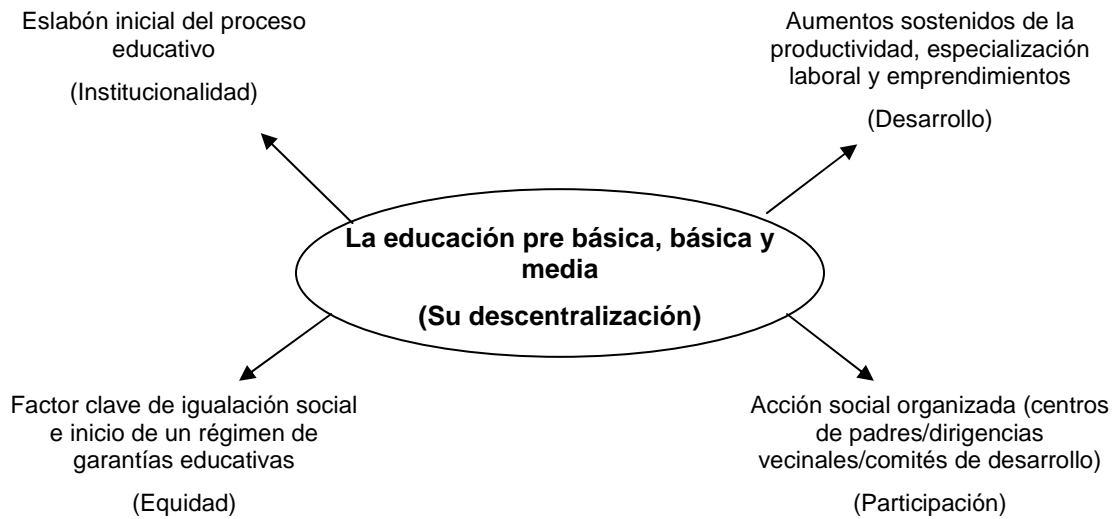 Eslabón inicial del proceso
educativo
(Institucionalidad)
Aumentos sostenidos de la
productividad, especialización
laboral y emprendimientos
(Desarrollo)
La educación pre básica, básica y
media
(Su descentralización)
Factor clave de igualación social
e inicio de un régimen de
garantías educativas
(Equidad)
Acción social organizada (centros
de padres/dirigencias
vecinales/comités de desarrollo)
(Participación)